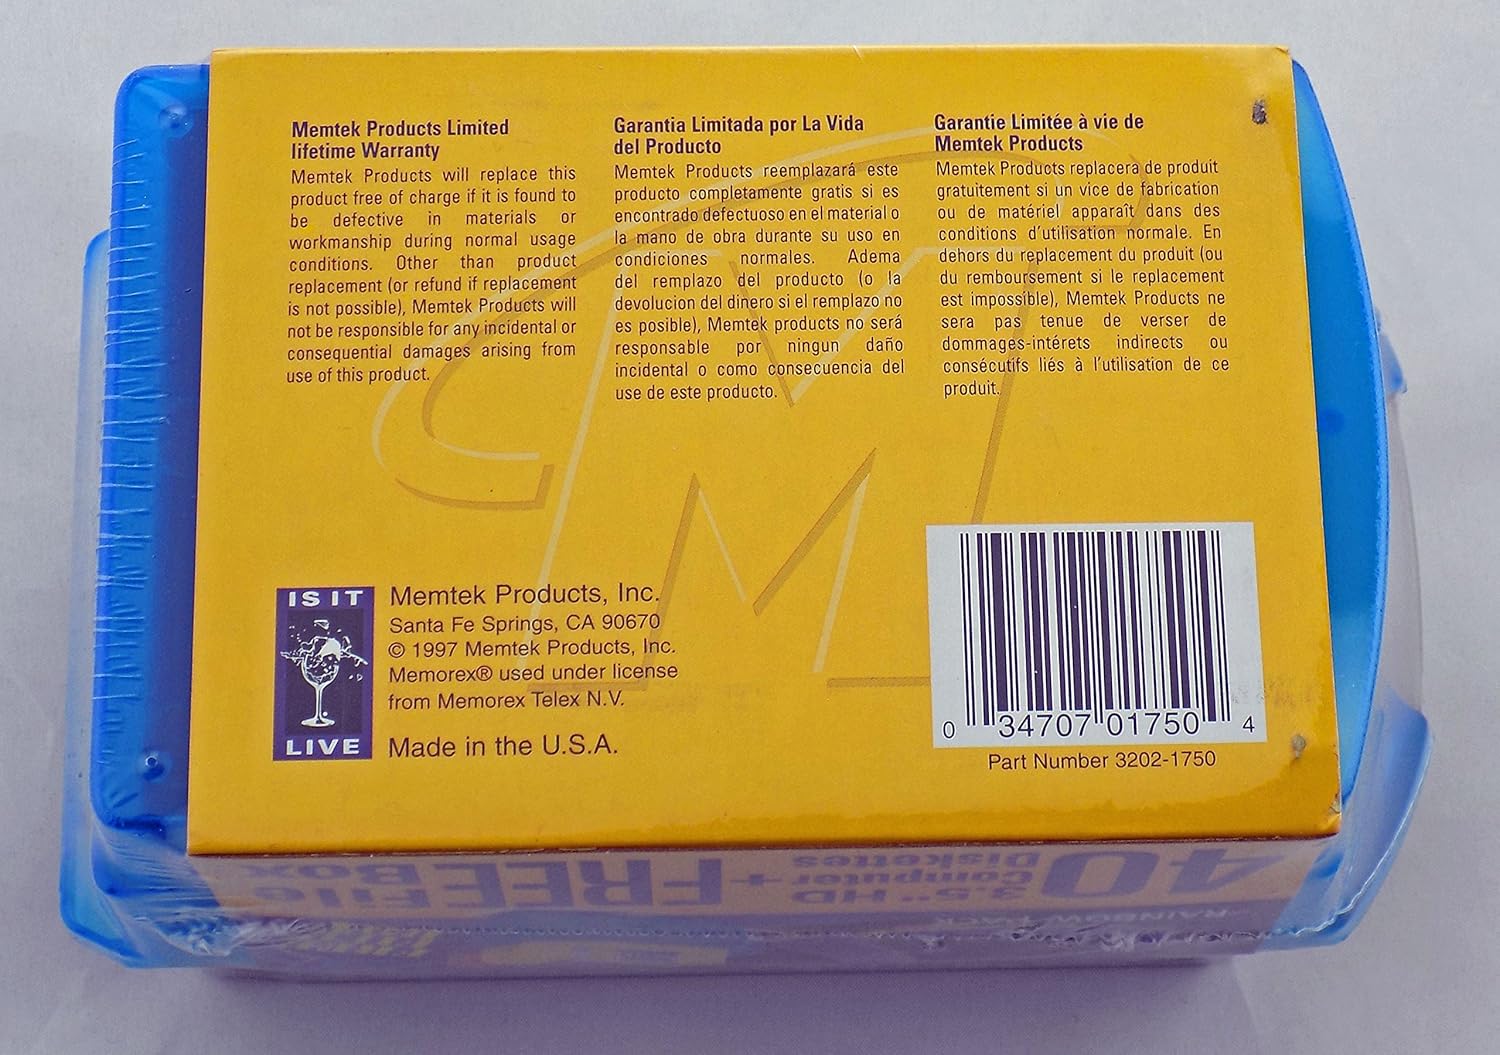 Memtek Products Limited
lifetime Warranty
Memtek Products will replace this
product free of charge if it is found to
be defective in materials or
workmanship during normal usage
conditions. Other than product
replacement (or refund if replacement
is not possible), Memtek Products will
not be responsible for any incidental or
consequential damages arising from
use of this product.
Garantia Limitada por La Vida
del Producto
Memtek Products reemplazará este
producto completamente gratis si es
encontrado defectuoso en el material o
la mano de obra durante su uso en
condiciones normales. Adema
del remplazo del producto (o la
devolucion del dinero si el remplazo no
es posible), Memtek products no será
responsable por ningun daño
incidental o como consecuencia del
use de este producto.
Garantie Limitée à vie de
Memtek Products
Memtek Products replacera de produit
gratuitement si un vice de fabrication
ou de matériel apparaît dans des
conditions d'utilisation normale. En
dehors du replacement du produit (ou
du remboursement si le replacement
est impossible), Memtek Products ne
sera pas tenue de verser de
dommages-intérets indirects ou
consécutifs liés à l'utilisation de ce
produit.
IS IT
LIVE
Memtek Products, Inc.
Santa Fe Springs, CA 90670
© 1997 Memtek Products, Inc.
Memorex® used under license
from Memorex Telex N.V.
Made in the U.S.A.
0 34707 01750 4
Part Number 3202-1750
RAINBOW PACK
40 3.5" HD
Computer
Diskettes
+FREE File
Box